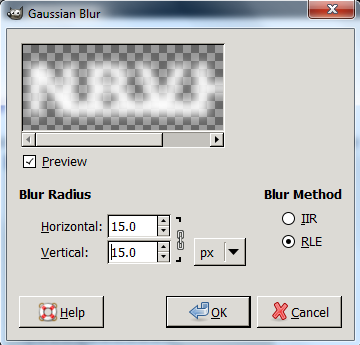 Gaussian Blur
Preview
Blur Radius
Blur Method
Horizontal: 15.0
IIR
Vertical: 15.0
px
RLE
Help
OK
Cancel